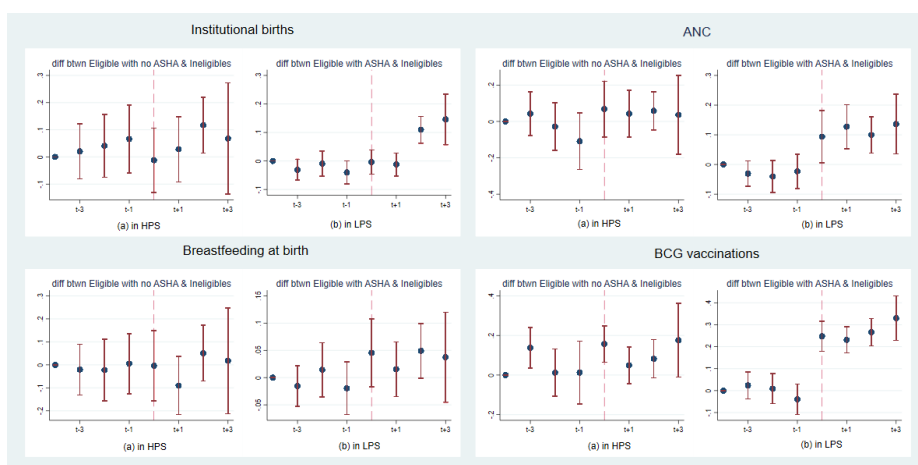 Institutional births
diff btwn Eligible with no ASHA & Ineligibles
.3
.2
.1
0
-.1
t-3
t-1
t+1
t+3
(a) in HPS
diff btwn Eligible with ASHA & Ineligibles
.3
.2
.1
0
-.1
t-3
t-1
t+1
t+3
(b) in LPS
ANC
diff btwn Eligible with no ASHA & Ineligibles
.2
0
-.2
-.4
t-3
t-1
t+1
t+3
(a) in HPS
diff btwn Eligible with ASHA & Ineligibles
.3
.2
.1
0
-.1
t-3
t-1
t+1
t+3
(b) in LPS
Breastfeeding at birth
diff btwn Eligible with no ASHA & Ineligibles
.3
.2
.1
0
-.1
-.2
t-3
t-1
t+1
t+3
(a) in HPS
diff btwn Eligible with ASHA & Ineligibles
.15
.1
.05
0
-.05
t-3
t-1
t+1
t+3
(b) in LPS
BCG vaccinations
diff btwn Eligible with no ASHA & Ineligibles
.4
.2
0
-.2
t-3
t-1
t+1
t+3
(a) in HPS
diff btwn Eligible with ASHA & Ineligibles
.4
.3
.2
.1
0
-.1
t-3
t-1
t+1
t+3
(b) in LPS